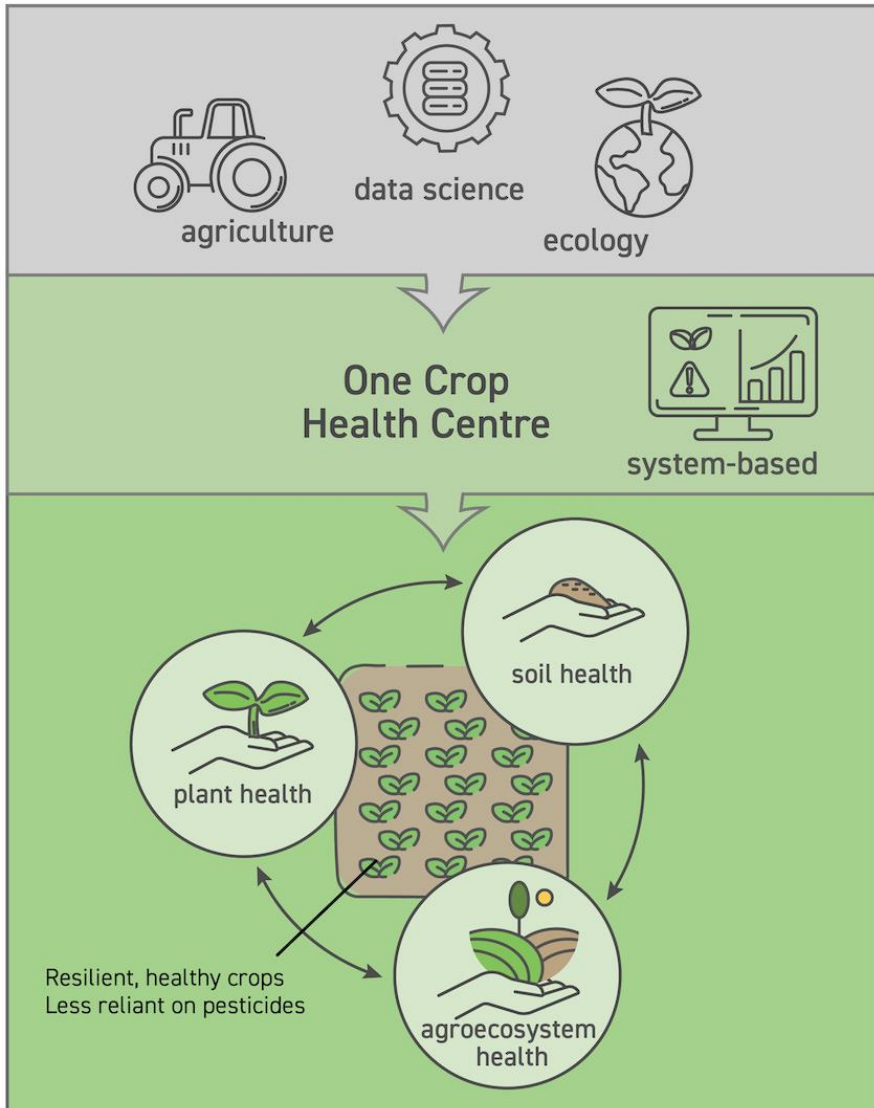 agriculture
data science
ecology
One Crop
Health Centre
system-based
soil health
plant health
Resilient, healthy crops
Less reliant on pesticides
agroecosystem
health